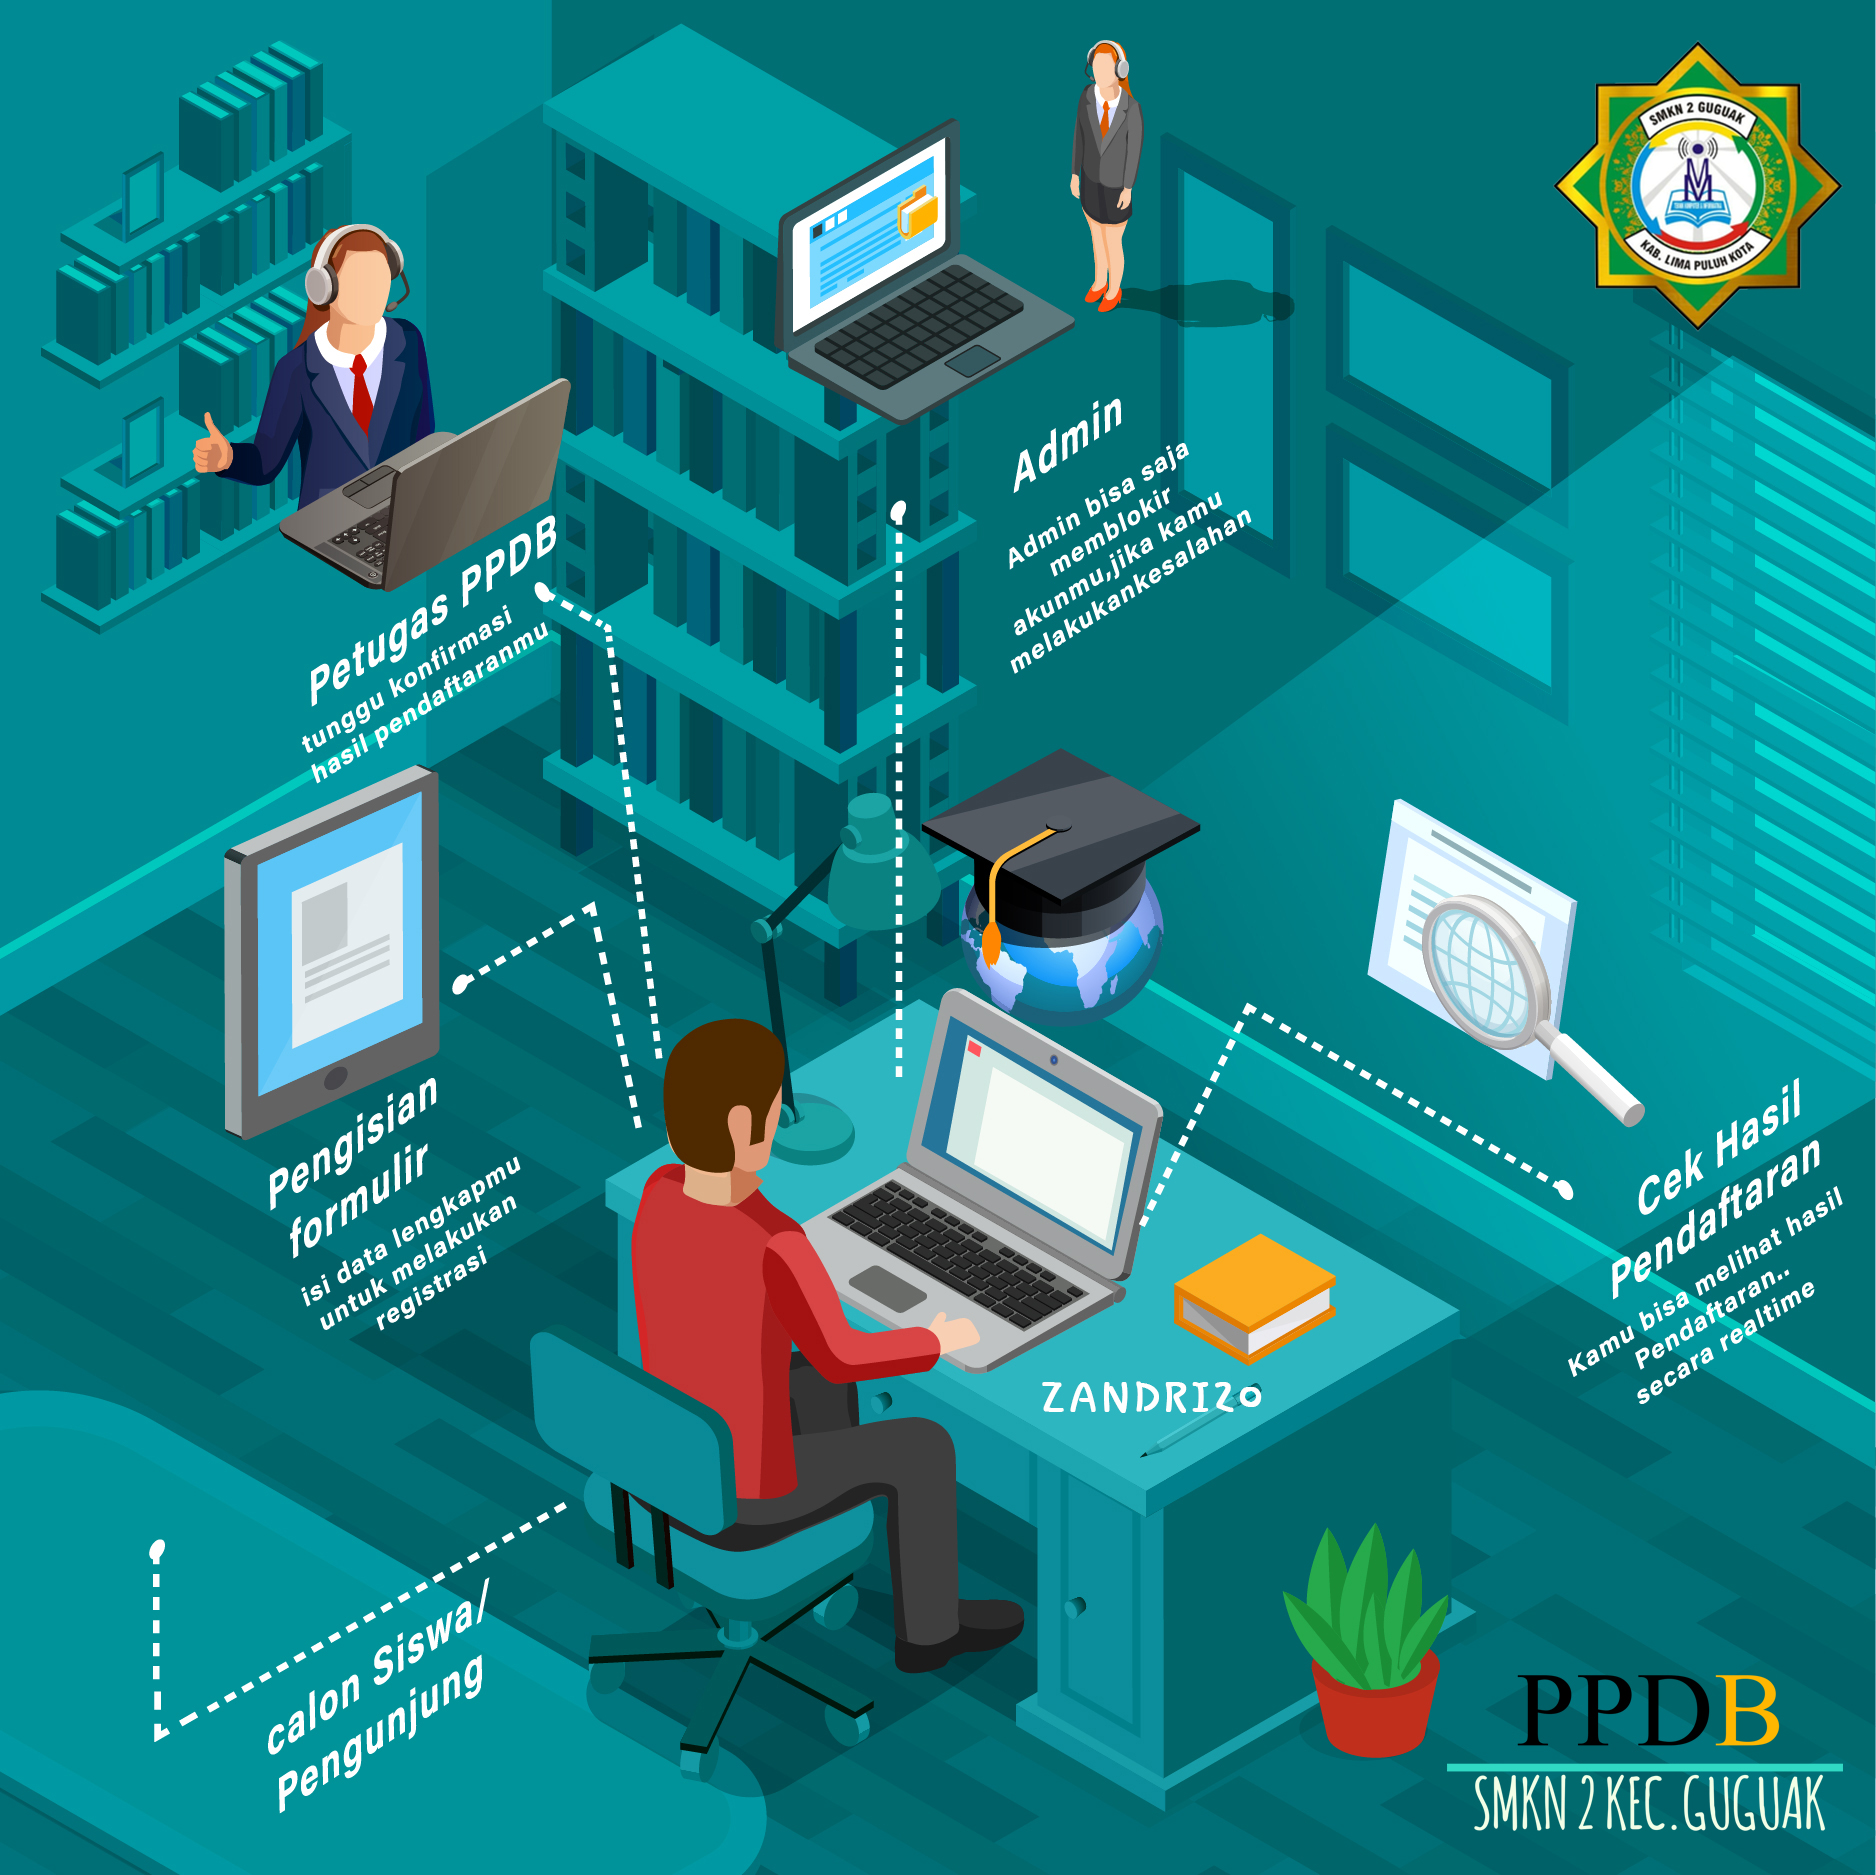 SMKN 2 GUGUAK
KAB. LIMA PULUH KOTA
Admin
Admin bisa saja
memblokir
akunmu,jika kamu
melakukankesalahan
Petugas PPDB
tunggu konfirmasi
hasil pendaftaranmu
Pengisian
formulir
isi data lengkapmu
untuk melakukan
registrasi
Cek Hasil
Pendaftaran
Kamu bisa melihat hasil
Pendaftaran..
secara realtime
ZANDRIZO
calon Siswa/
Pengunjung
PPDB
SMKN 2 KEC.GUGUAK